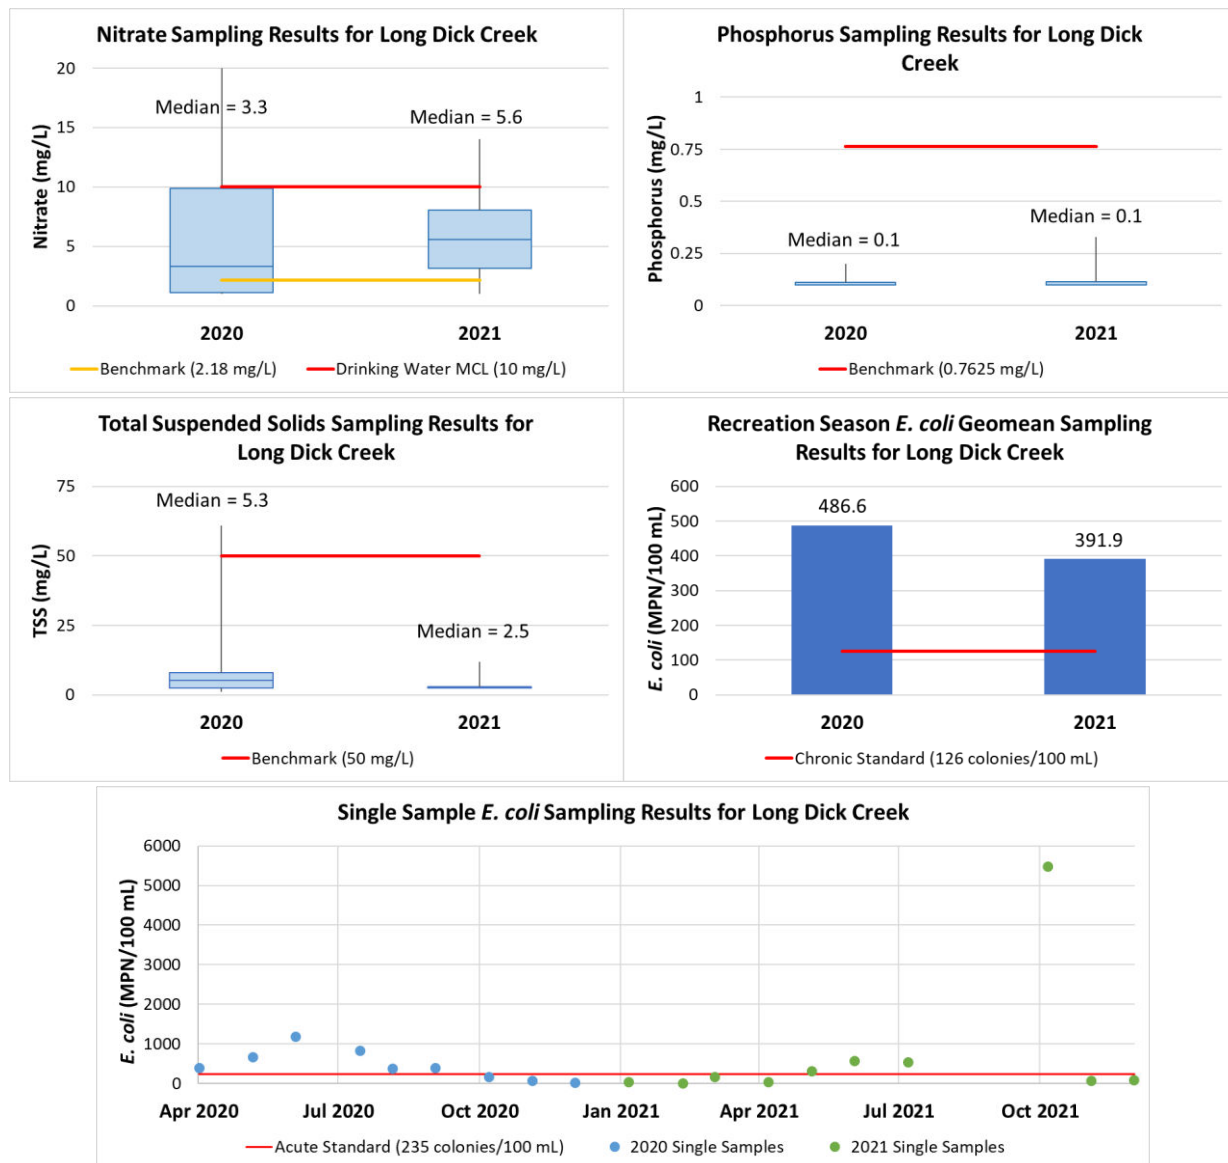 Nitrate Sampling Results for Long Dick Creek
20
15
10
5
0
Nitrate (mg/L)
Median = 3.3
Median = 5.6
2020
2021
Benchmark (2.18 mg/L)
Drinking Water MCL (10 mg/L)
Phosphorus Sampling Results for Long Dick
Creek
1
0.75
0.5
0.25
0
Phosphorus (mg/L)
Median = 0.1
Median = 0.1
2020
2021
Benchmark (0.7625 mg/L)
Total Suspended Solids Sampling Results for
Long Dick Creek
75
50
25
0
TSS (mg/L)
Median = 5.3
Median = 2.5
2020
2021
Benchmark (50 mg/L)
Recreation Season E. coli Geomean Sampling
Results for Long Dick Creek
600
500
400
300
200
100
0
E. coli (MPN/100 mL)
486.6
391.9
2020
2021
Chronic Standard (126 colonies/100 mL)
Single Sample E. coli Sampling Results for Long Dick Creek
6000
5000
4000
3000
2000
1000
0
E. coli (MPN/100 mL)
Apr 2020
Jul 2020
Oct 2020
Jan 2021
Apr 2021
Jul 2021
Oct 2021
Acute Standard (235 colonies/100 mL)
2020 Single Samples
2021 Single Samples